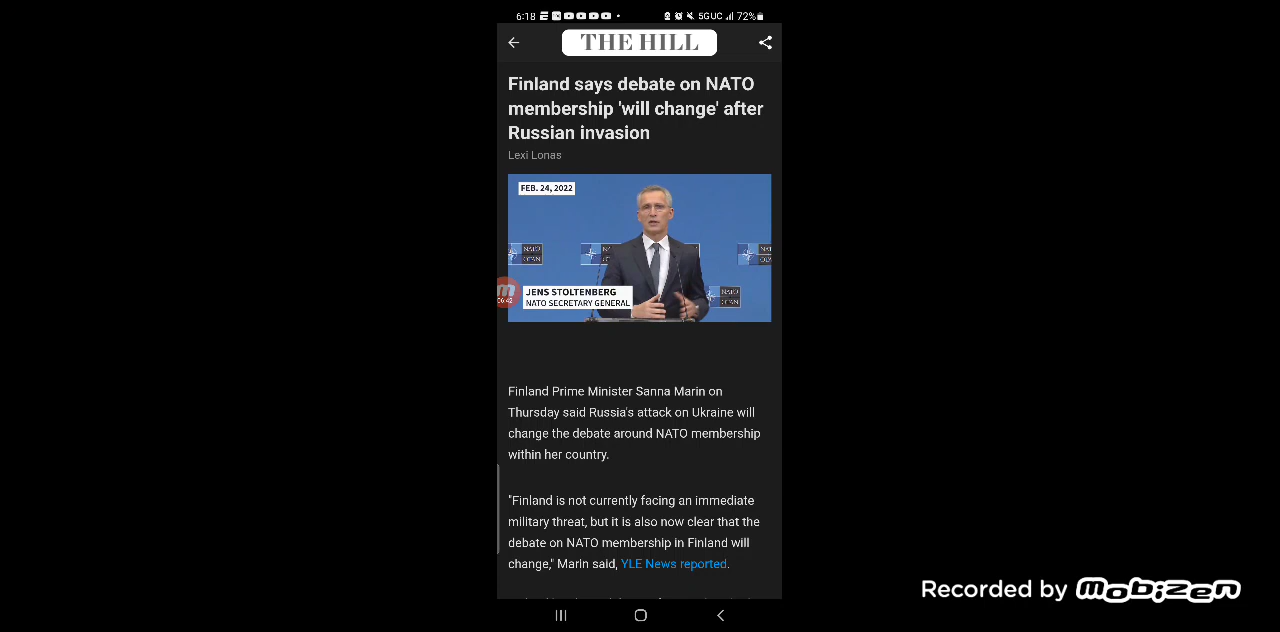 6:18
5GUC 72%
THE HILL
Finland says debate on NATO
membership 'will change' after
Russian invasion
Lexi Lonas
FEB. 24, 2022
NATO
OTAN
NATO
OTAN
JENS STOLTENBERG
NATO SECRETARY GENERAL
06:42
Finland Prime Minister Sanna Marin on
Thursday said Russia's attack on Ukraine will
change the debate around NATO membership
within her country.
"Finland is not currently facing an immediate
military threat, but it is also now clear that the
debate on NATO membership in Finland will
change," Marin said, YLE News reported.
Recorded by mobizen